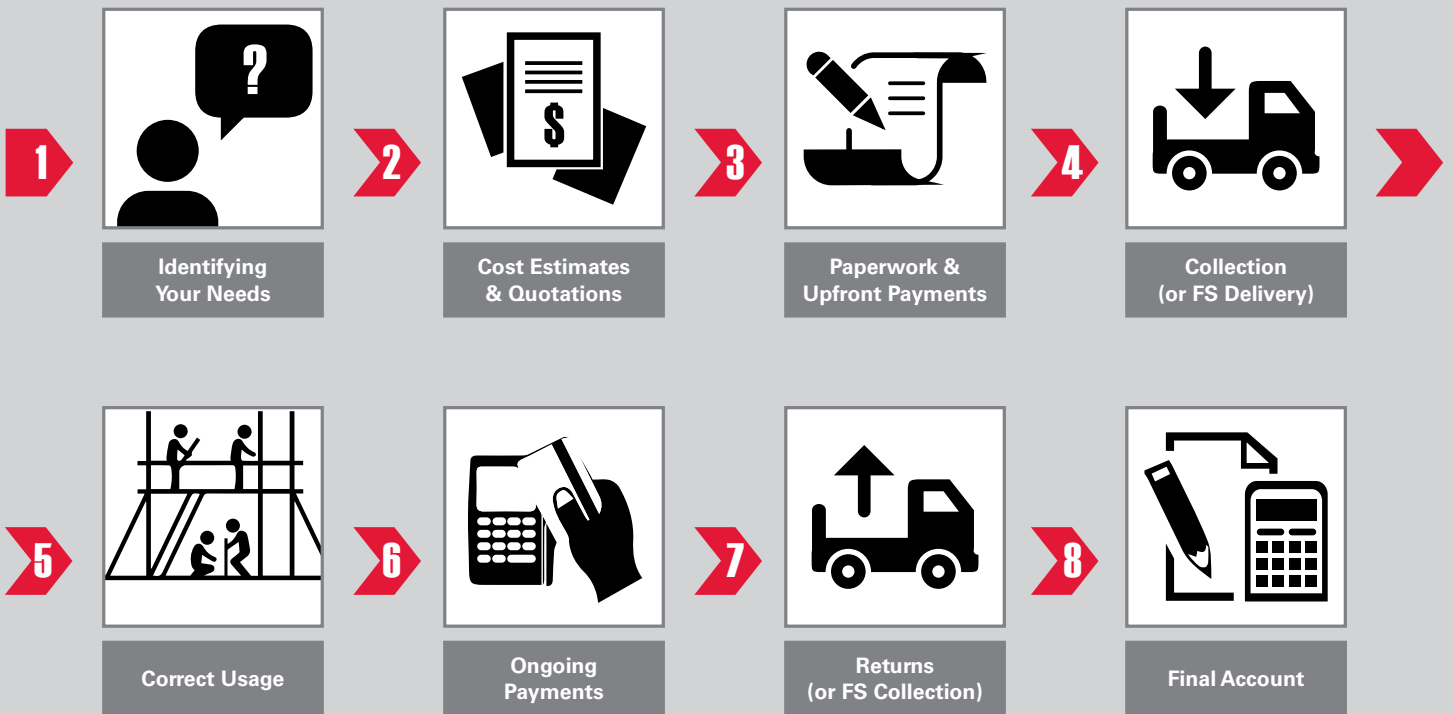 1
?
Identifying
Your Needs
2
$
Cost Estimates
& Quotations
3
Paperwork &
Upfront Payments
4
Collection
(or FS Delivery)
5
Correct Usage
6
Ongoing
Payments
7
Returns
(or FS Collection)
8
Final Account